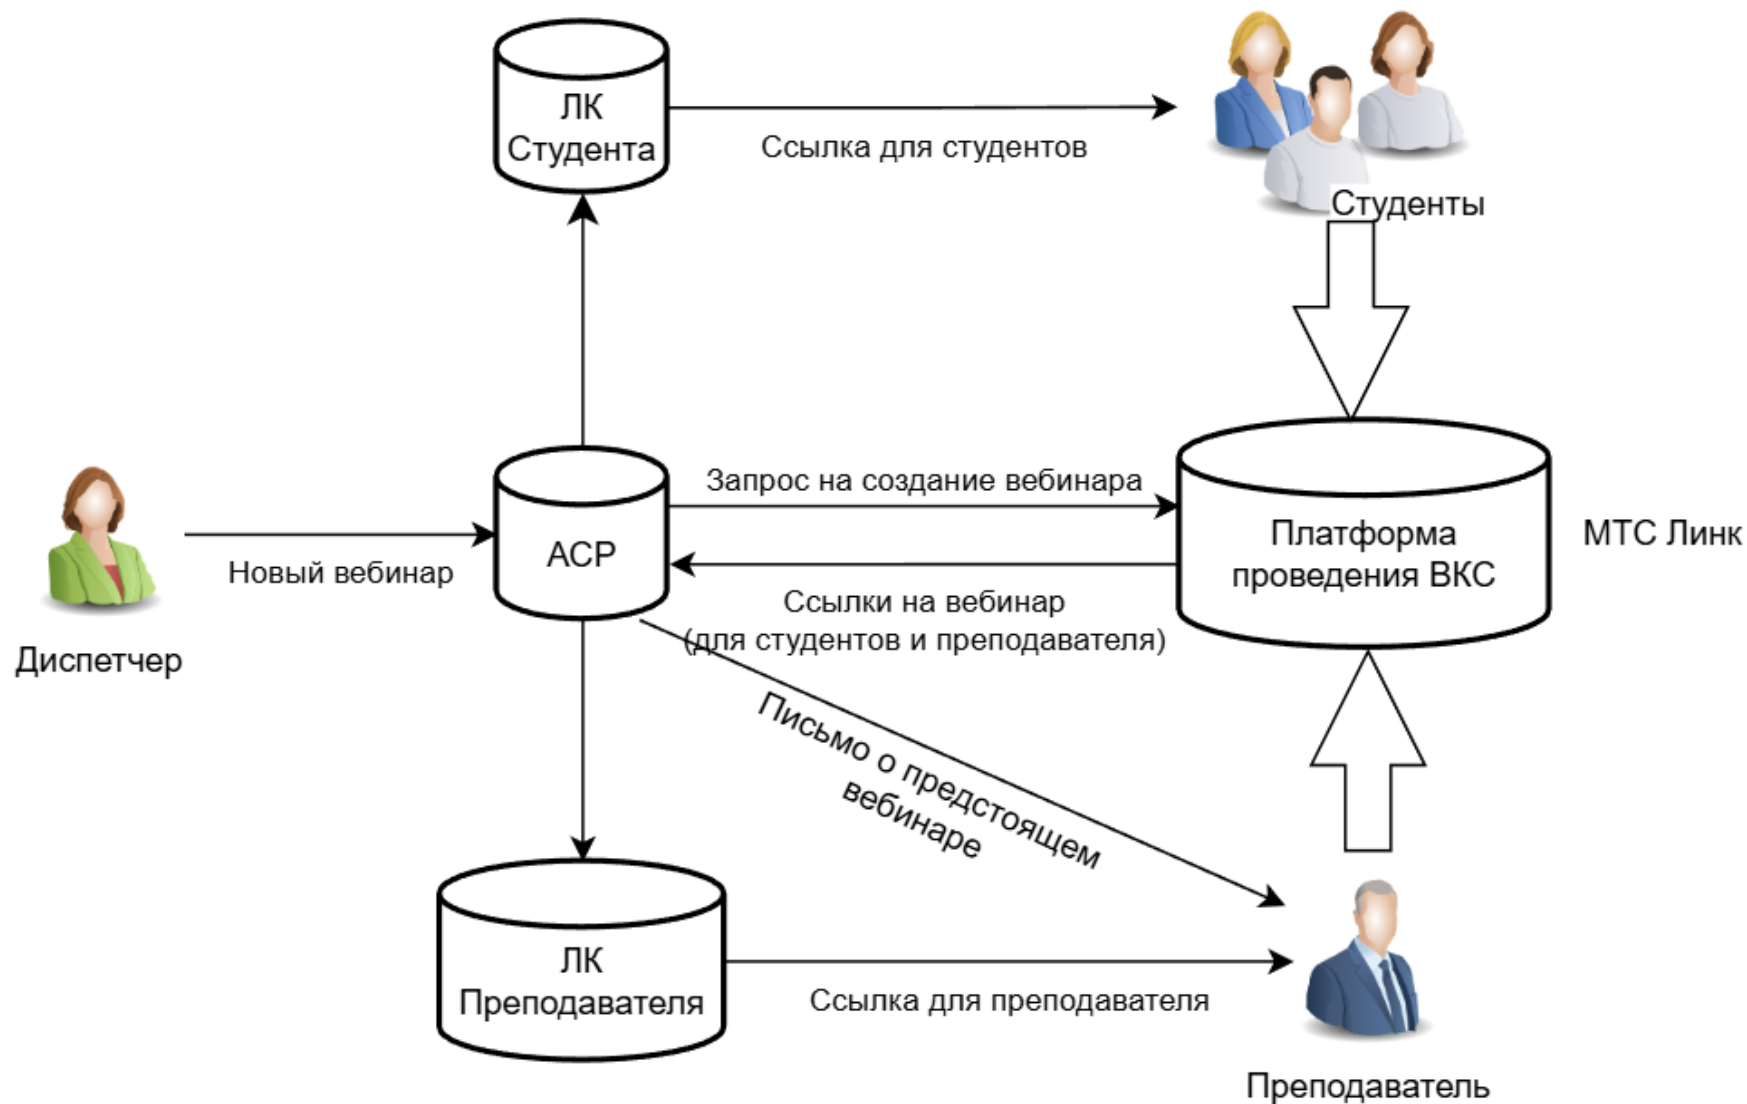 ЛК
Студента
Ссылка для студентов
Студенты
Диспетчер
Новый вебинар
АСР
Запрос на создание вебинара
Ссылки на вебинар
(для студентов и преподавателя)
Платформа
проведения ВКС
МТС Линк
Письмо о предстоящем
вебинаре
ЛК
Преподавателя
Ссылка для преподавателя
Преподаватель